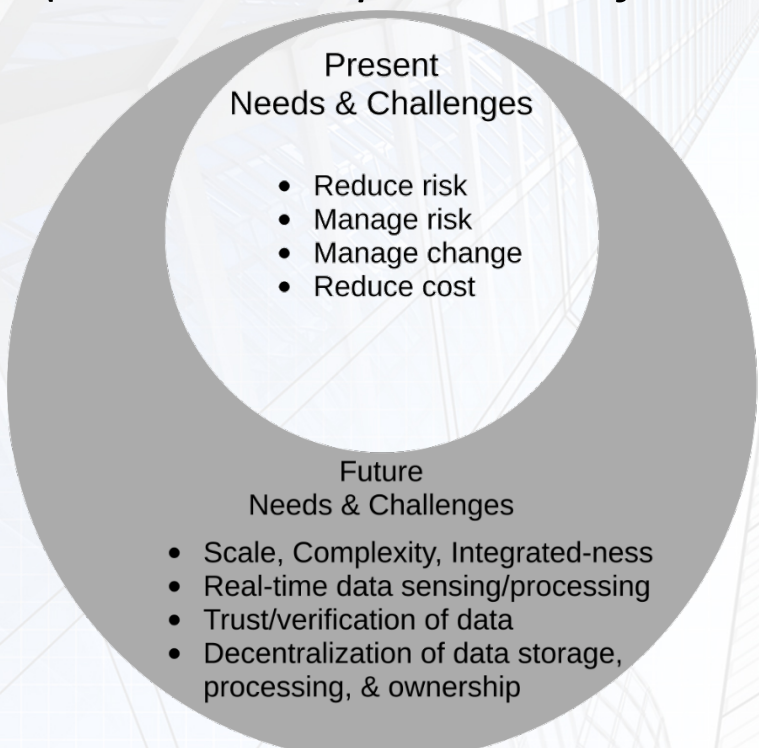 Present
Needs & Challenges
• Reduce risk
• Manage risk
• Manage change
• Reduce cost
Future
Needs & Challenges
• Scale, Complexity, Integrated-ness
• Real-time data sensing/processing
• Trust/verification of data
• Decentralization of data storage,
processing, & ownership